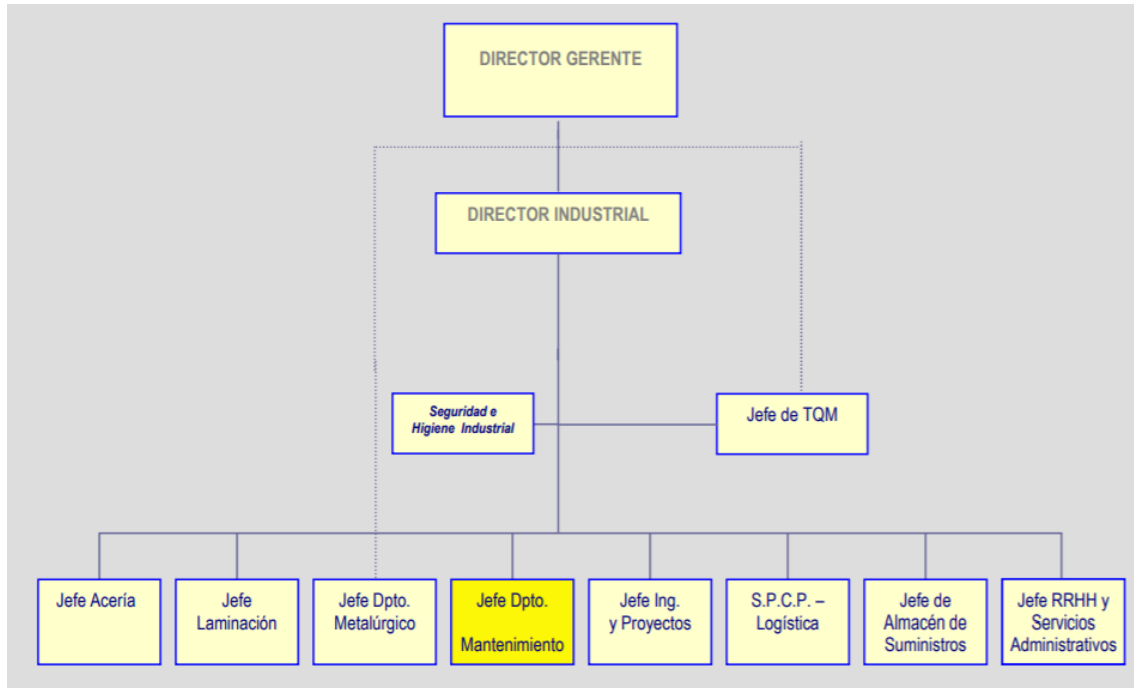 DIRECTOR GERENTE
DIRECTOR INDUSTRIAL
Seguridad e
Higiene Industrial
Jefe de TQM
Jefe Acería
Jefe
Laminación
Jefe Dpto.
Metalúrgico
Jefe Dpto.
Mantenimiento
Jefe Ing.
y Proyectos
S.P.C.P. –
Logística
Jefe de
Almacén de
Suministros
Jefe RRHH y
Servicios
Administrativos